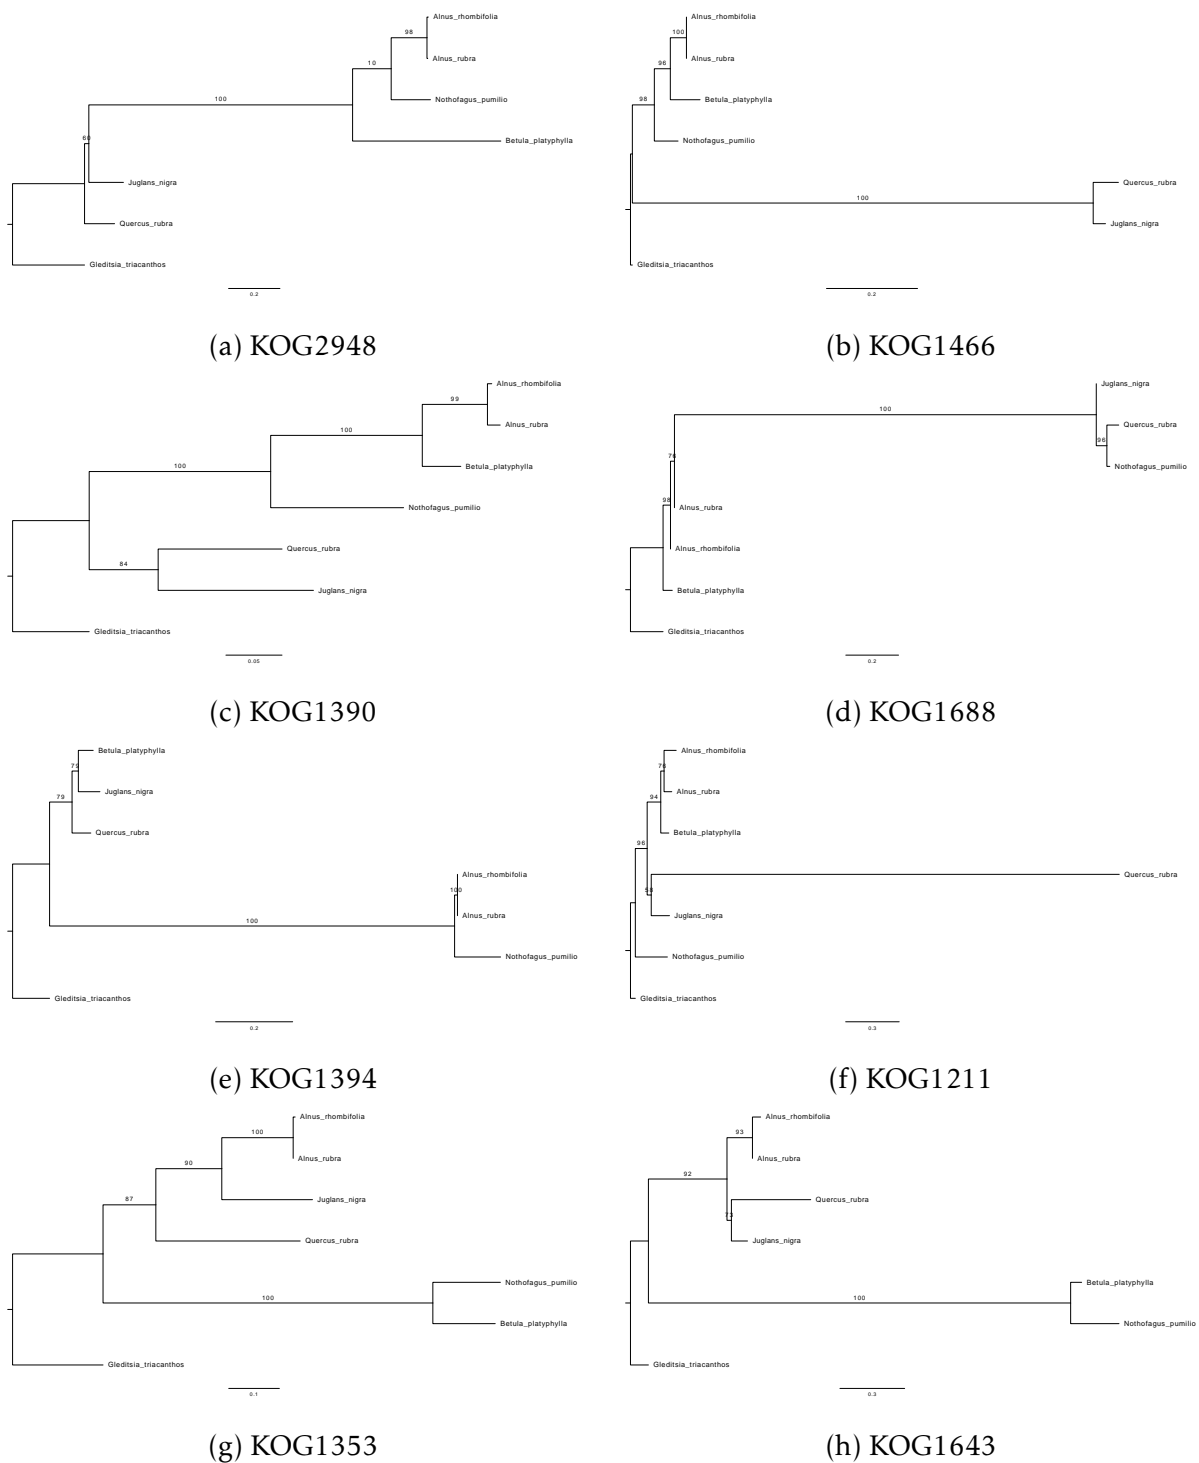 Alnus_rhombifolia
98
Alnus_rubra
10
Nothofagus_pumilio
100
Betula_platyphylla
60
Juglans_nigra
Quercus_rubra
Gleditsia_triacanthos
0.2
(a) KOG2948
Alnus_rhombifolia
100
Alnus_rubra
96
Betula_platyphylla
98
Nothofagus_pumilio
Quercus_rubra
100
Juglans_nigra
Gleditsia_triacanthos
0.2
(b) KOG1466
Alnus_rhombifolia
99
Alnus_rubra
100
Betula_platyphylla
100
Nothofagus_pumilio
Quercus_rubra
84
Juglans_nigra
Gleditsia_triacanthos
0.05
(c) KOG1390
Juglans_nigra
100
Quercus_rubra
96
Nothofagus_pumilio
76
98
Alnus_rubra
Alnus_rhombifolia
Betula_platyphylla
Gleditsia_triacanthos
0.2
(d) KOG1688
Betula_platyphylla
79
Juglans_nigra
79
Quercus_rubra
Alnus_rhombifolia
100
Alnus_rubra
100
Nothofagus_pumilio
Gleditsia_triacanthos
0.2
(e) KOG1394
Alnus_rhombifolia
76
Alnus_rubra
94
Betula_platyphylla
96
Quercus_rubra
58
Juglans_nigra
Nothofagus_pumilio
Gleditsia_triacanthos
0.3
(f) KOG1211
Alnus_rhombifolia
100
Alnus_rubra
90
Juglans_nigra
87
Quercus_rubra
Nothofagus_pumilio
100
Betula_platyphylla
Gleditsia_triacanthos
0.1
(g) KOG1353
Alnus_rhombifolia
93
Alnus_rubra
92
Quercus_rubra
73
Juglans_nigra
Betula_platyphylla
100
Nothofagus_pumilio
Gleditsia_triacanthos
0.3
(h) KOG1643